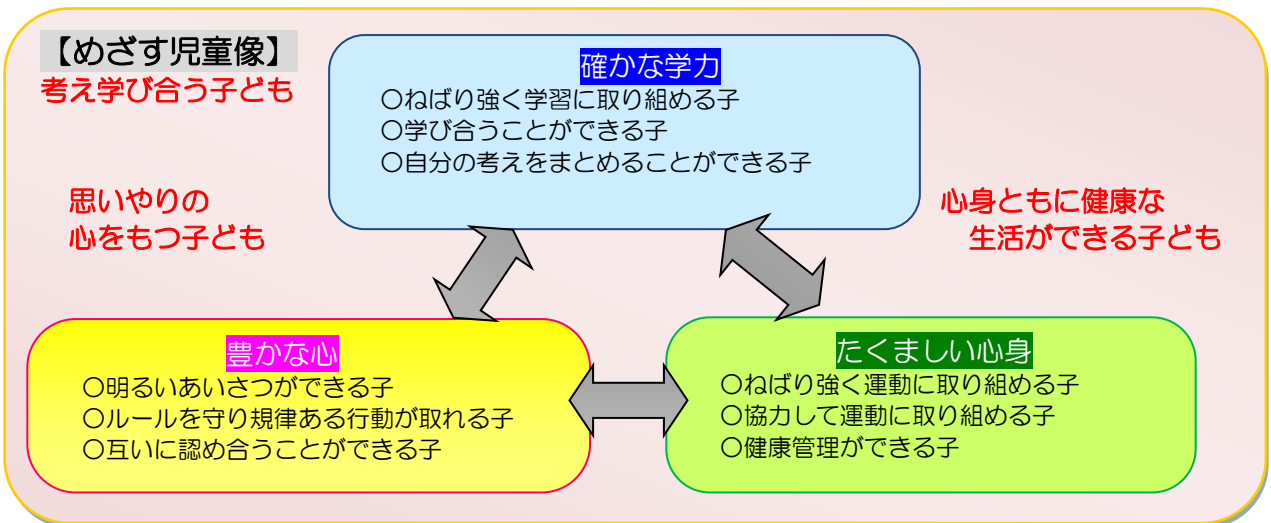 【めざす児童像】
考え学び合う子ども
確かな学力
○ねばり強く学習に取り組める子
○学び合うことができる子
○自分の考えをまとめることができる子
思いやりの
心をもつ子ども
心身ともに健康な
生活ができる子ども
豊かな心
○明るいあいさつができる子
○ルールを守り規律ある行動が取れる子
○互いに認め合うことができる子
たくましい心身
○ねばり強く運動に取り組める子
○協力して運動に取り組める子
○健康管理ができる子